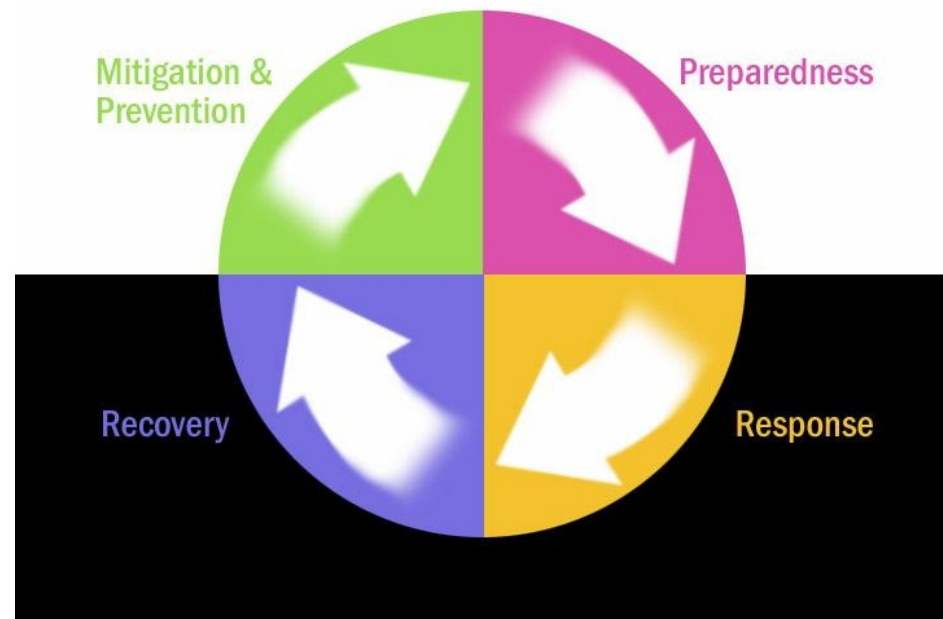 Mitigation &
Prevention
Preparedness
Recovery
Response